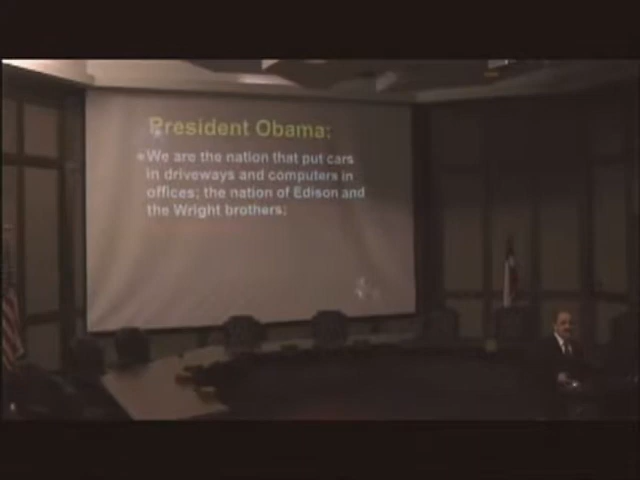 President Obama:
We are the nation that put cars
in driveways and computers in
offices; the nation of Edison and
the Wright brothers;